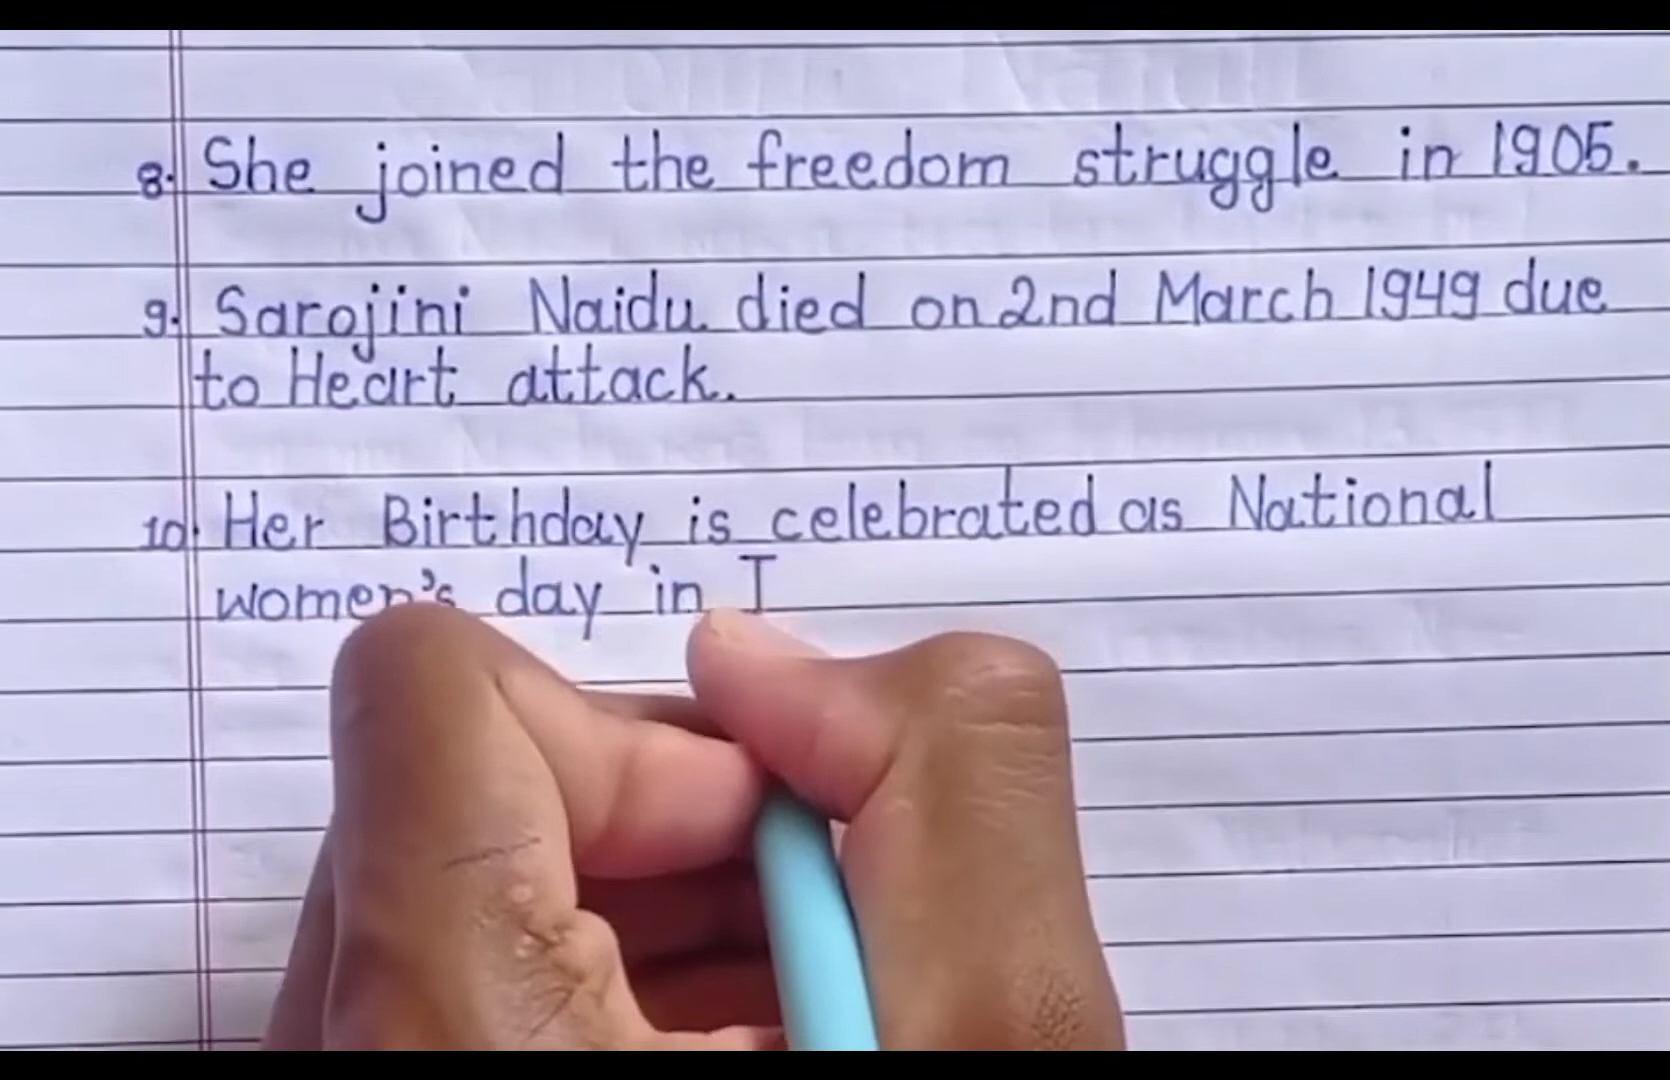 8. She joined the freedom struggle in 1905.
9. Sarojini Naidu died on 2nd March 1949 due
to Heart attack.
10. Her Birthday is celebrated as National
women's day in I